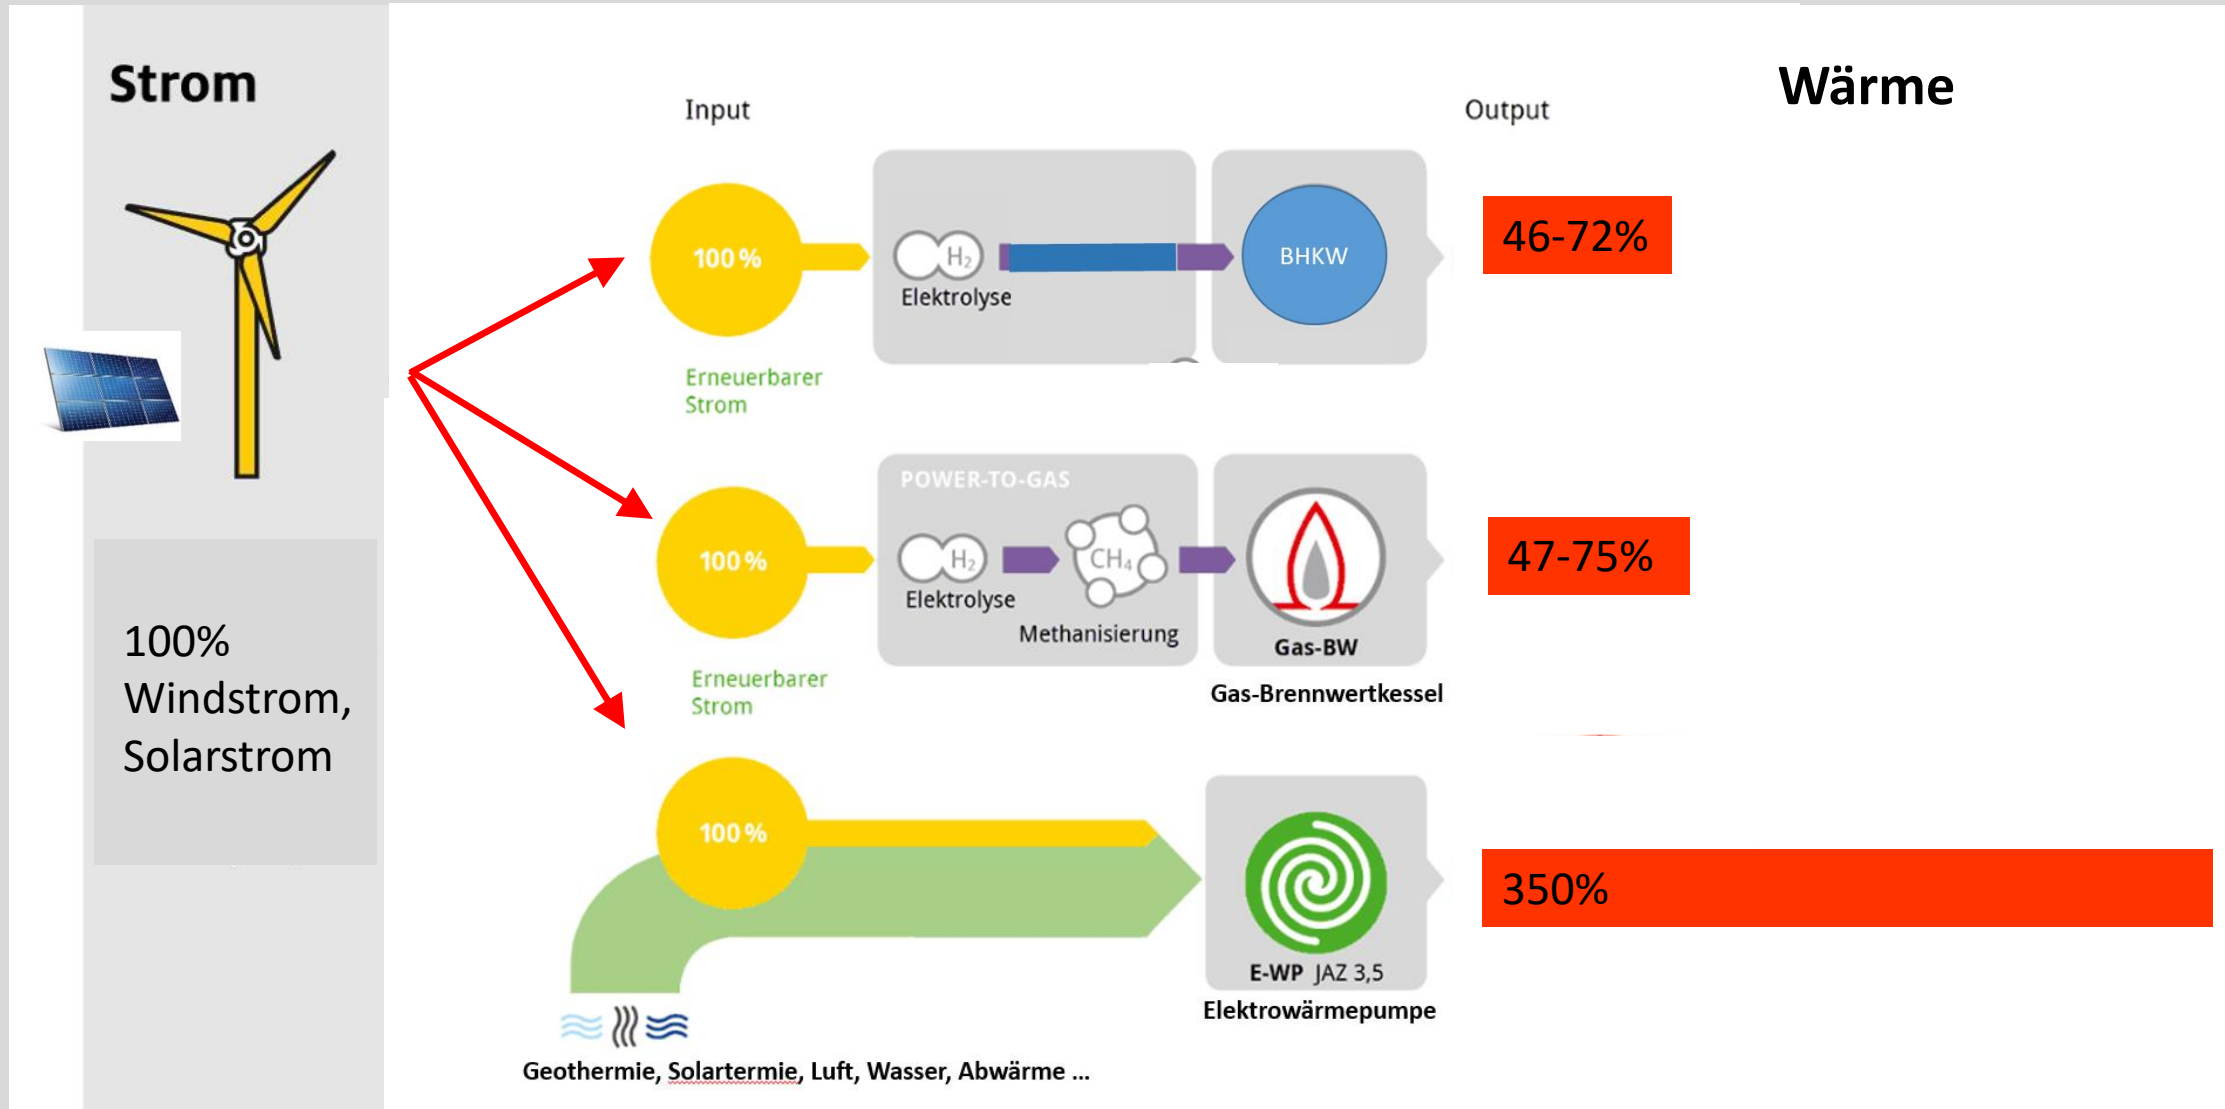 Strom
Input
Output
Wärme
100 %
H₂
Elektrolyse
BHKW
46-72%
Erneuerbarer
Strom
POWER-TO-GAS
100 %
H₂
Elektrolyse
CH₄
Methanisierung
Gas-BW
47-75%
Gas-Brennwertkessel
Erneuerbarer
Strom
100%
Windstrom,
Solarstrom
100 %
350%
E-WP JAZ 3,5
Elektrowärmepumpe
Geothermie, Solartermie, Luft, Wasser, Abwärme ...